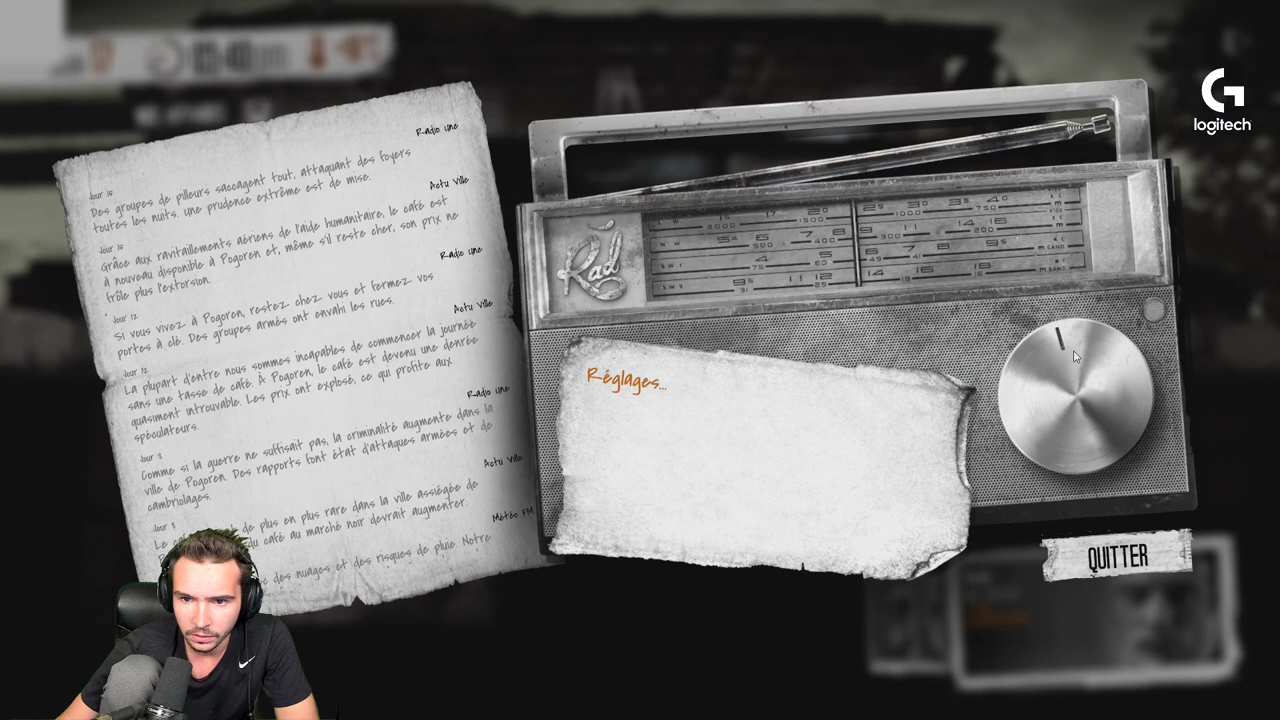 logitech
Radio Une
Jour 16
Des groupes de pilleurs saccagent tout, attaquant des foyers
toutes les nuits. Une prudence extrême est de mise.
Actu Ville
Jour 16
Grâce aux ravitaillements aériens de l'aide humanitaire, le café est
à nouveau disponible à Pogoren et, même s'il reste cher, son prix ne
frôle plus l'extorsion.
Radio Une
Jour 12
Si vous vivez à Pogoren, restez chez vous et fermez vos
portes à clé. Des groupes armés ont envahi les rues.
Actu Ville
Jour 12
La plupart d'entre nous sommes incapables de commencer la journée
sans une tasse de café. À Pogoren, le café est devenu une denrée
quasiment introuvable. Les prix ont explosé, ce qui profite aux
spéculateurs.
Radio Une
Jour
Comme si la guerre ne suffisait pas, la criminalité augmente dans la
ville de Pogoren. Des rapports font état d'attaques armées et de
cambriolages.
Actu Ville
Jour 8
Le de plus en plus rare dans la ville assiégée de
du café au marché noir devrait augmenter.
Météo FM
des nuages et des risques de pluie. Notre
Rad
Réglages...
QUITTER